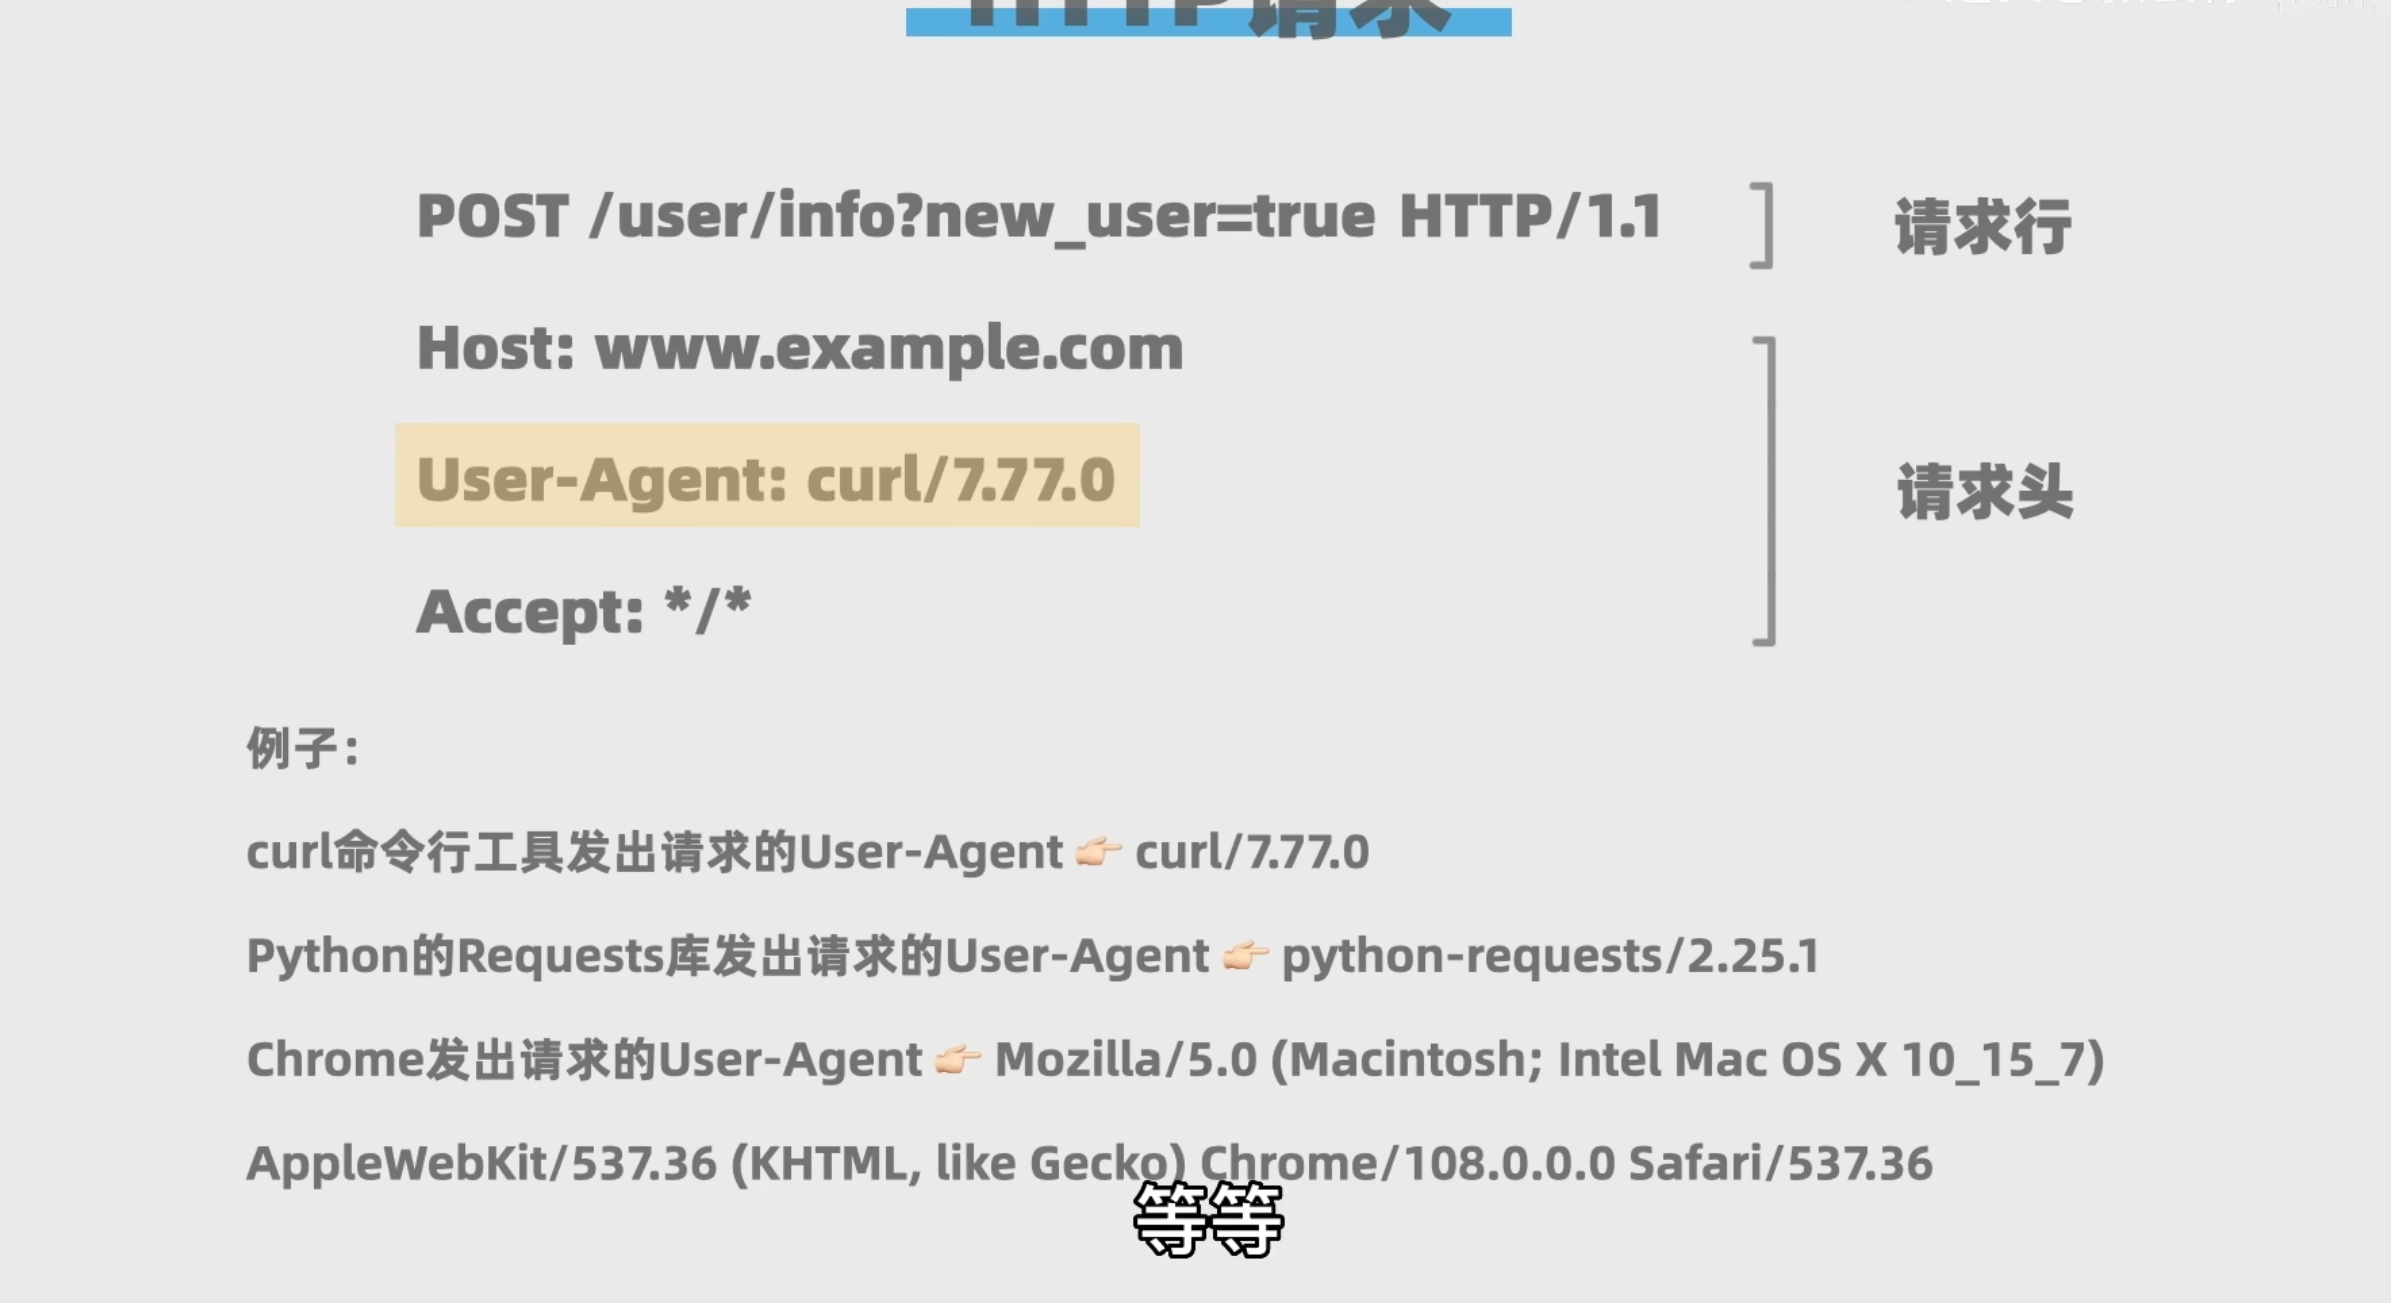 HTTP请求
POST /user/info?new_user=true HTTP/1.1
请求行
Host: www.example.com
User-Agent: curl/7.77.0
请求头
Accept: */*
例子：
curl命令行工具发出请求的User-Agent 👉🏻 curl/7.77.0
Python的Requests库发出请求的User-Agent 👉🏻 python-requests/2.25.1
Chrome发出请求的User-Agent 👉🏻 Mozilla/5.0 (Macintosh; Intel Mac OS X 10_15_7)
AppleWebKit/537.36 (KHTML, like Gecko) Chrome/108.0.0.0 Safari/537.36
等等